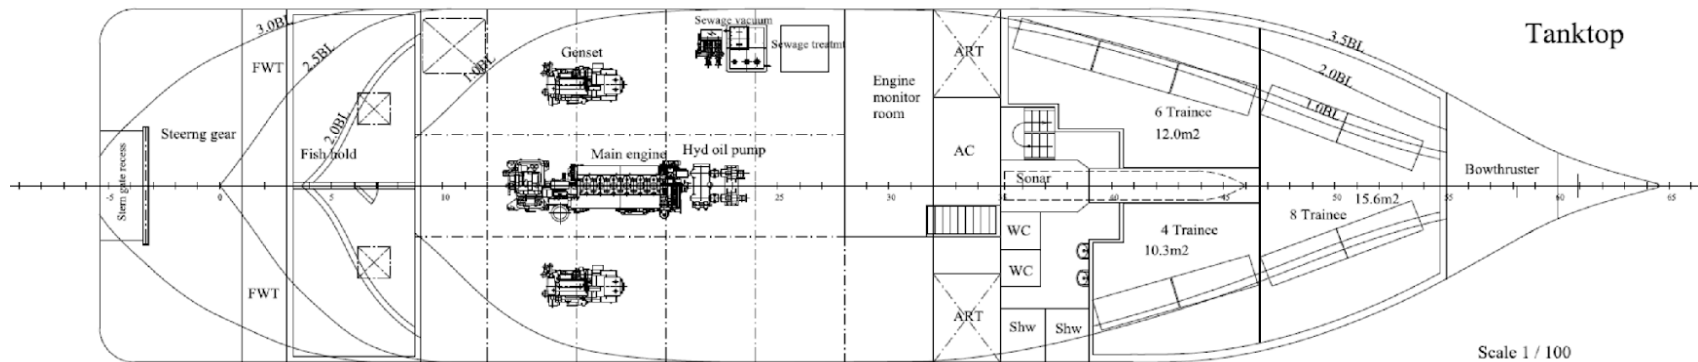 Tanktop
3.0BL
2.5BL
1.0BL
Sewage vacuum
Genset
Sewage treatmt
3.5BL
ART
2.0BL
FWT
Engine
monitor
room
1.0BL
6 Trainee
12.0m2
Steerng gear
2.0BL
Fish hold
Main engine
Hyd oil pump
AC
Sonar
Bowthruster
Stern gate recess
-5
0
5
10
15
20
25
30
35
40
45
50
55
60
15.6m2
8 Trainee
4 Trainee
10.3m2
WC
WC
FWT
ART
Shw
Shw
Scale 1 / 100